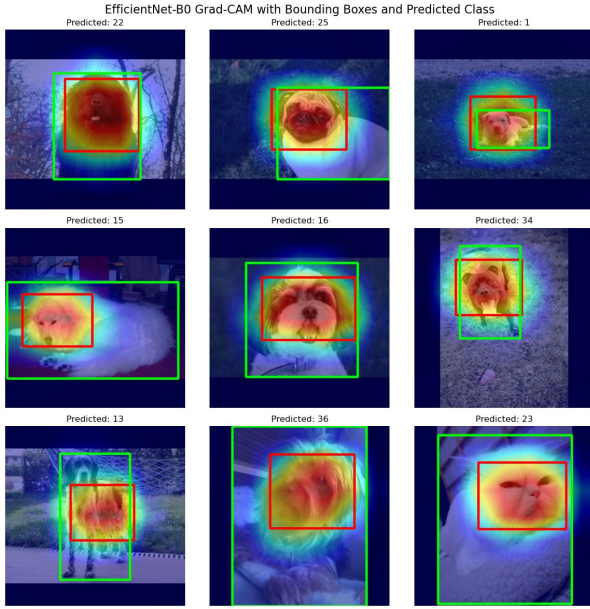 EfficientNet-B0 Grad-CAM with Bounding Boxes and Predicted Class
Predicted: 22
Predicted: 25
Predicted: 1
Predicted: 15
Predicted: 16
Predicted: 34
Predicted: 13
Predicted: 36
Predicted: 23